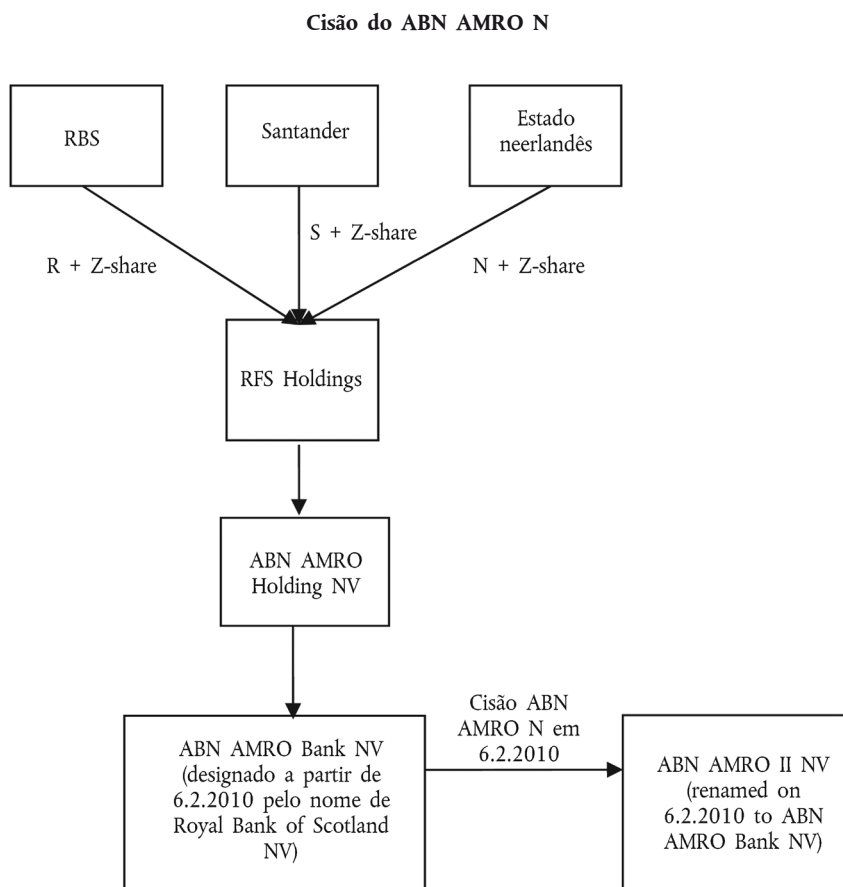 Cisão do ABN AMRO N
RBS
Santander
Estado
neerlandês
S + Z-share
R + Z-share
N + Z-share
RFS Holdings
ABN AMRO
Holding NV
Cisão ABN
AMRO N em
6.2.2010
ABN AMRO Bank NV
(designado a partir de
6.2.2010 pelo nome de
Royal Bank of Scotland
NV)
ABN AMRO II NV
(renamed on
6.2.2010 to ABN
AMRO Bank NV)